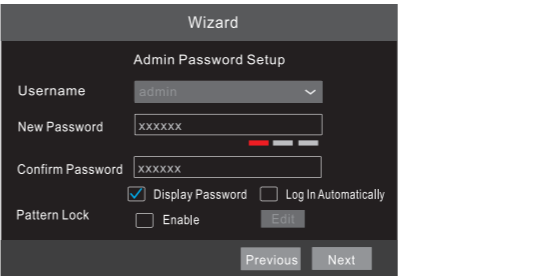 Wizard
Admin Password Setup
Username admin
New Password xxxxxx
Confirm Password xxxxxx
Display Password Log In Automatically
Pattern Lock Enable Edit
Previous Next